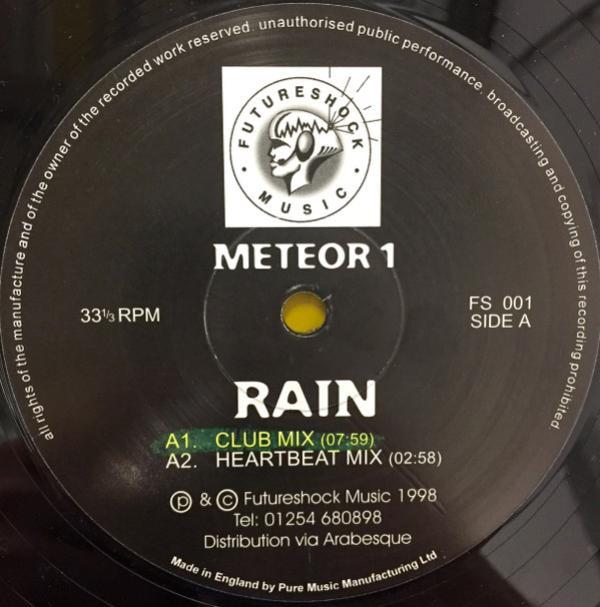 all rights of the manufacture and of the owner of the recorded work reserved. unauthorised public performance, broadcasting and copying of this recording prohibited.
FUTURESHOCK
• MUSIC •
METEOR 1
33 1/3 RPM
FS 001
SIDE A
RAIN
A1. CLUB MIX (07:59)
A2. HEARTBEAT MIX (02:58)
℗ & © Futureshock Music 1998
Tel: 01254 680898
Distribution via Arabesque
Made in England by Pure Music Manufacturing Ltd